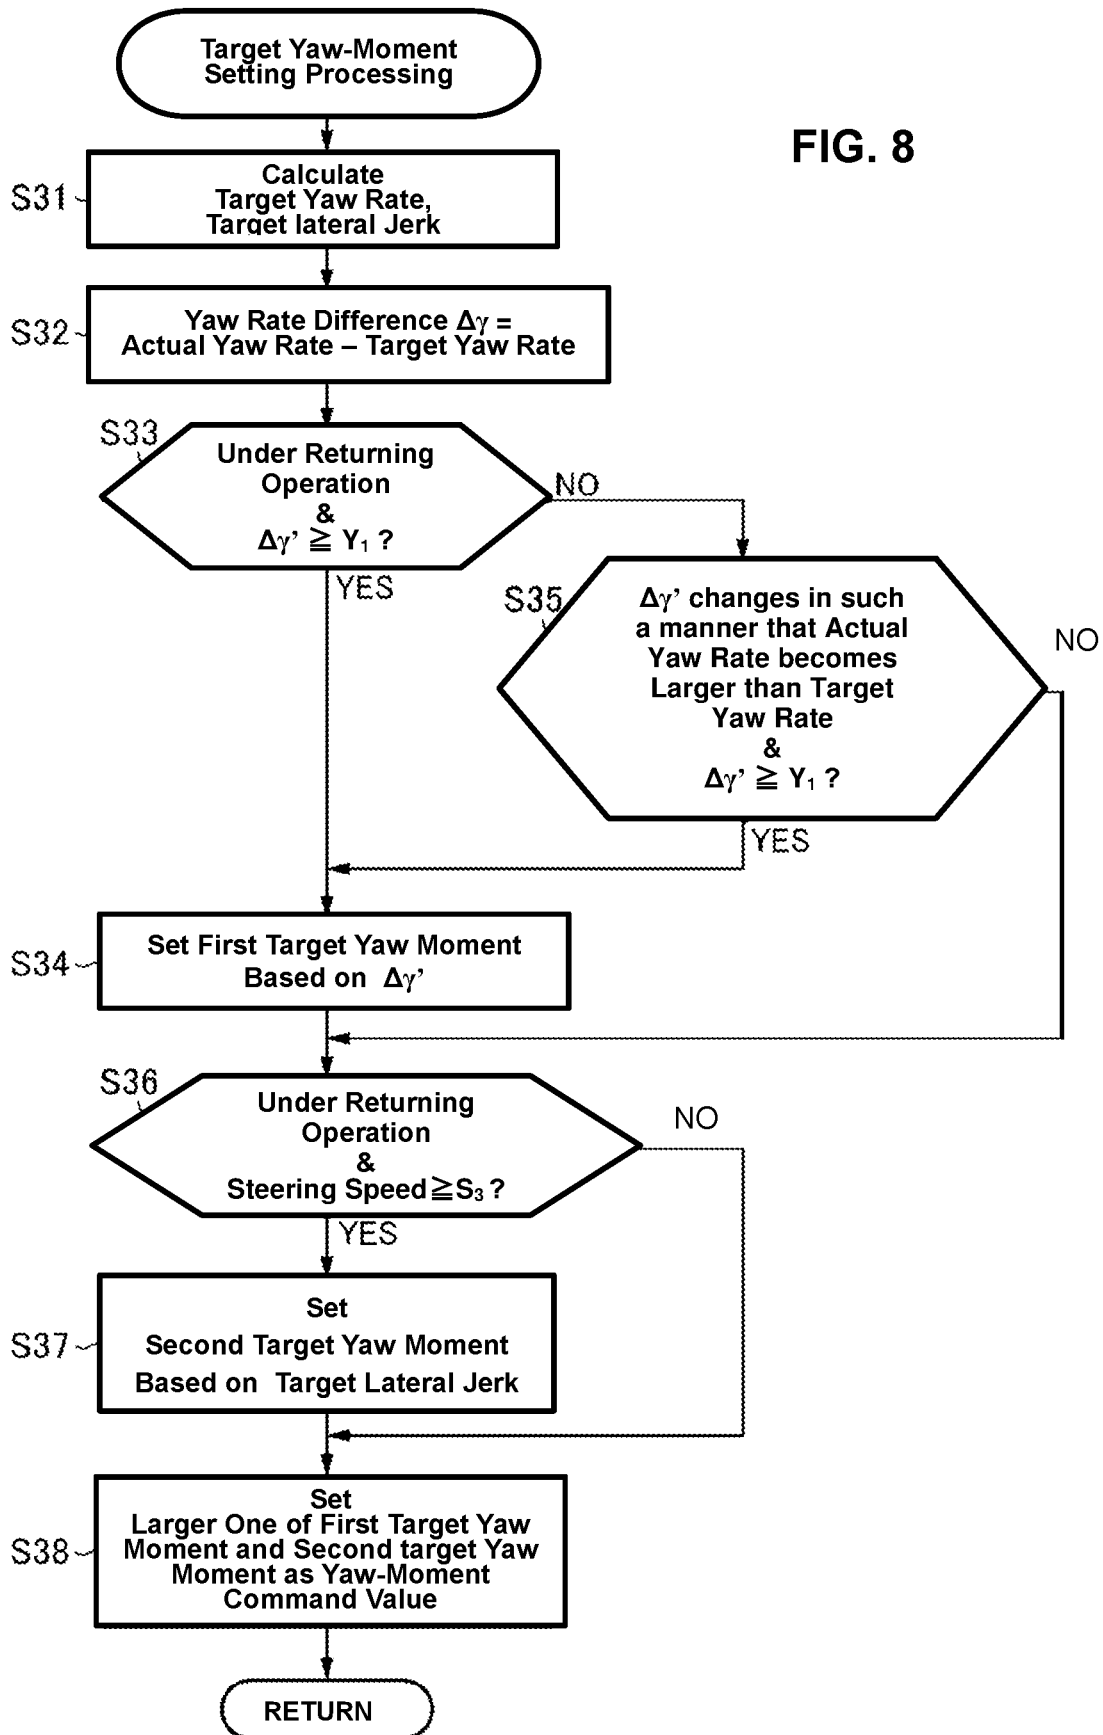 Target Yaw-Moment
Setting Processing
FIG. 8
S31
Calculate
Target Yaw Rate,
Target lateral Jerk
S32
Yaw Rate Difference Δγ =
Actual Yaw Rate – Target Yaw Rate
S33
Under Returning
Operation
&
Δγ’ ≧ Y₁ ?
NO
YES
S35
Δγ’ changes in such
a manner that Actual
Yaw Rate becomes
Larger than Target
Yaw Rate
&
Δγ’ ≧ Y₁ ?
NO
YES
S34
Set First Target Yaw Moment
Based on Δγ’
S36
Under Returning
Operation
&
Steering Speed≧S₃ ?
NO
YES
S37
Set
Second Target Yaw Moment
Based on Target Lateral Jerk
S38
Set
Larger One of First Target Yaw
Moment and Second target Yaw
Moment as Yaw-Moment
Command Value
RETURN